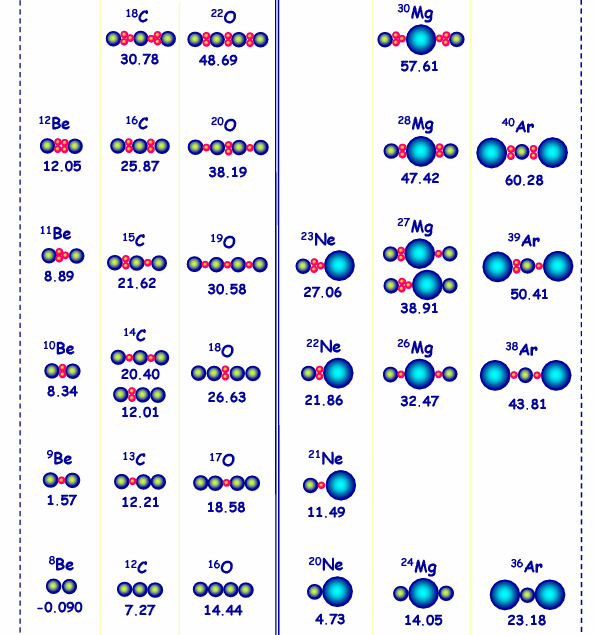 ¹⁸C ²²O ³⁰Mg
30.78 48.69 57.61
¹²Be ¹⁶C ²⁰O ²⁸Mg ⁴⁰Ar
12.05 25.87 38.19 47.42 60.28
¹¹Be ¹⁵C ¹⁹O ²³Ne ²⁷Mg ³⁹Ar
8.89 21.62 30.58 27.06 38.91 50.41
¹⁰Be ¹⁴C ¹⁸O ²²Ne ²⁶Mg ³⁸Ar
20.40
8.34 26.63 21.86 32.47 43.81
12.01
⁹Be ¹³C ¹⁷O ²¹Ne
1.57 12.21 18.58 11.49
⁸Be ¹²C ¹⁶O ²⁰Ne ²⁴Mg ³⁶Ar
-0.090 7.27 14.44 4.73 14.05 23.18